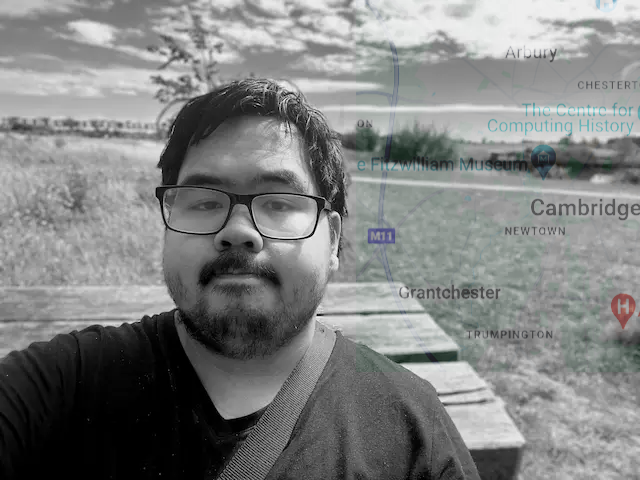 Arbury
CHESTERT
The Centre for
Computing History
ON
e Fitzwilliam Museum
Cambridge
NEWTOWN
M11
Grantchester
H
TRUMPINGTON